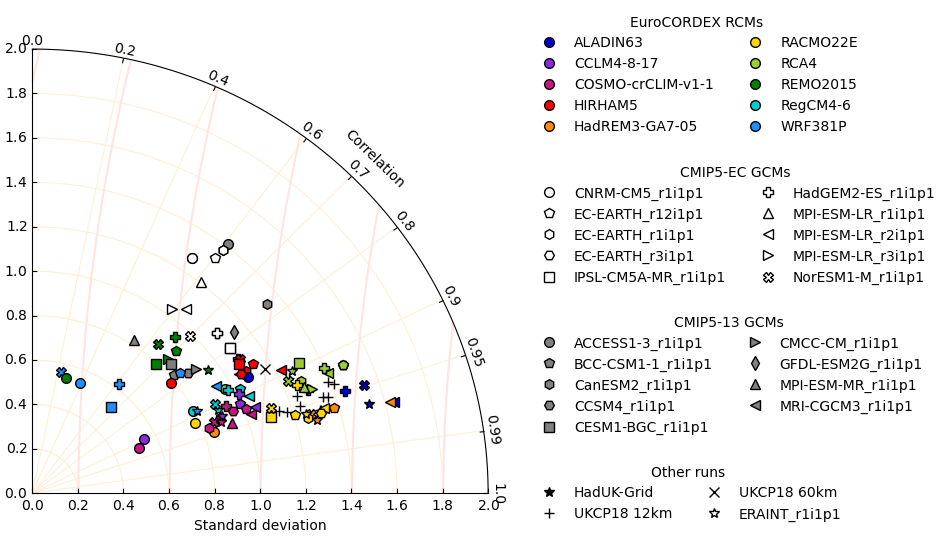 EuroCORDEX RCMs
ALADIN63 RACMO22E
CCLM4-8-17 RCA4
COSMO-crCLIM-v1-1 REMO2015
HIRHAM5 RegCM4-6
HadREM3-GA7-05 WRF381P
CMIP5-EC GCMs
CNRM-CM5_r1i1p1 HadGEM2-ES_r1i1p1
EC-EARTH_r12i1p1 MPI-ESM-LR_r1i1p1
EC-EARTH_r1i1p1 MPI-ESM-LR_r2i1p1
EC-EARTH_r3i1p1 MPI-ESM-LR_r3i1p1
IPSL-CM5A-MR_r1i1p1 NorESM1-M_r1i1p1
CMIP5-13 GCMs
ACCESS1-3_r1i1p1 CMCC-CM_r1i1p1
BCC-CSM1-1_r1i1p1 GFDL-ESM2G_r1i1p1
CanESM2_r1i1p1 MPI-ESM-MR_r1i1p1
CCSM4_r1i1p1 MRI-CGCM3_r1i1p1
CESM1-BGC_r1i1p1
Other runs
HadUK-Grid UKCP18 60km
UKCP18 12km ERAINT_r1i1p1
0.0
0.2
0.4
0.6
0.7
0.8
0.9
0.95
0.99
1.0
Correlation
2.0
1.8
1.6
1.4
1.2
1.0
0.8
0.6
0.4
0.2
0.0
0.0 0.2 0.4 0.6 0.8 1.0 1.2 1.4 1.6 1.8 2.0
Standard deviation